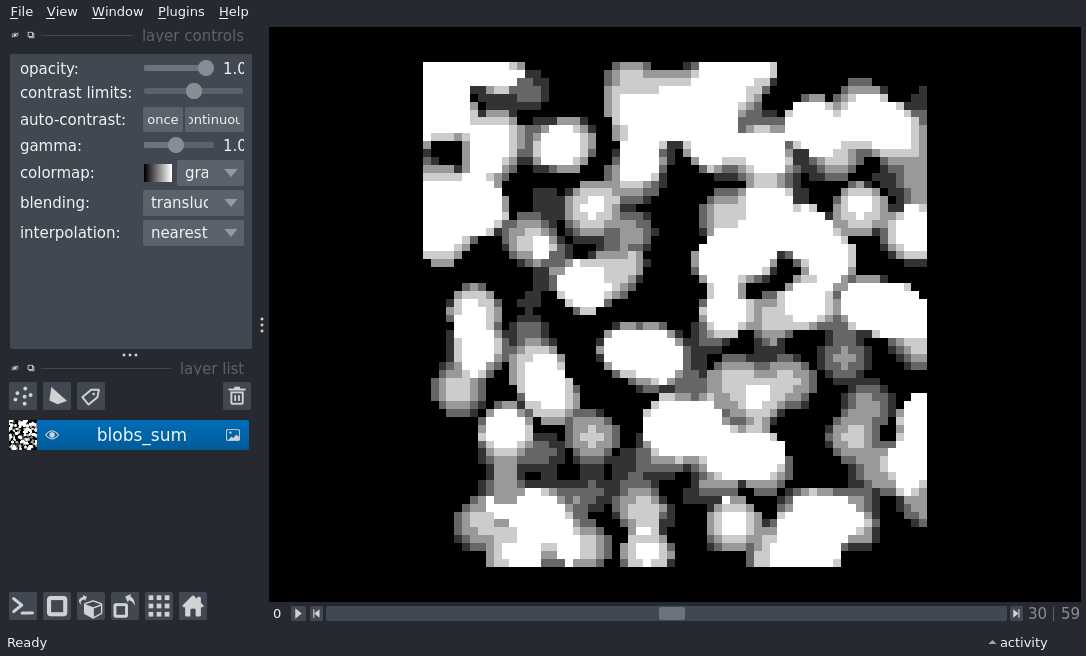 File View Window Plugins Help
layer controls
opacity: 1.0
contrast limits:
auto-contrast: once ontinuou
gamma: 1.0
colormap: gra
blending: transluc
interpolation: nearest
layer list
blobs_sum
0 30 | 59
Ready activity